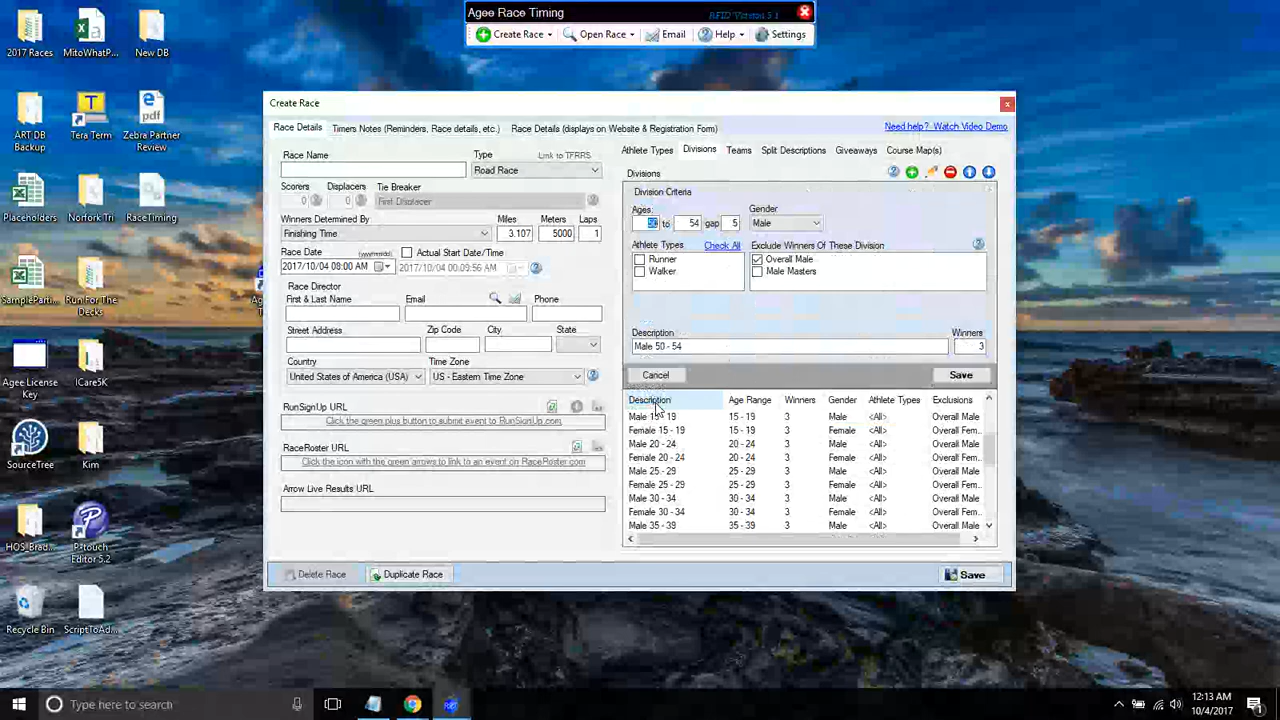 Agee Race Timing RFID Version 5.1
Create Race Open Race Email Help Settings
2017 Races MitoWhatP... New DB
ART DB Backup Tera Term Zebra Partner Review
Placeholders Norfork Tri RaceTiming
SamplePart... Run For The Decks
Agee License Key ICare5K
SourceTree Kim
HOS_Brad... P-touch Editor 5.2
Recycle Bin ScriptToAd...
Create Race
Race Details Timers Notes (Reminders, Race details, etc.) Race Details (displays on Website & Registration Form) Need help? Watch Video Demo
Race Name Type Link to TFRRS
Road Race
Scorers Displacers Tie Breaker
0 0 First Displacer
Winners Determined By Miles Meters Laps
Finishing Time 3.107 5000 1
Race Date (yyyy/mm/dd) Actual Start Date/Time
2017/10/04 08:00 AM 2017/10/04 00:09:56 AM
Race Director
First & Last Name Email Phone
Street Address Zip Code City State
Country Time Zone
United States of America (USA) US - Eastern Time Zone
RunSignUp URL
Click the green plus button to submit event to RunSignUp.com.
RaceRoster URL
Click the icon with the green arrows to link to an event on RaceRoster.com
Arrow Live Results URL
Delete Race Duplicate Race Save
Athlete Types Divisions Teams Split Descriptions Giveaways Course Map(s)
Divisions
Division Criteria
Ages: Gender
50 to 54 gap 5 Male
Athlete Types Check All Exclude Winners Of These Division
Runner Overall Male
Walker Male Masters
Description Winners
Male 50 - 54 3
Cancel Save
Description Age Range Winners Gender Athlete Types Exclusions
Male 15 - 19 15 - 19 3 Male <All> Overall Male
Female 15 - 19 15 - 19 3 Female <All> Overall Fem...
Male 20 - 24 20 - 24 3 Male <All> Overall Male
Female 20 - 24 20 - 24 3 Female <All> Overall Fem...
Male 25 - 29 25 - 29 3 Male <All> Overall Male
Female 25 - 29 25 - 29 3 Female <All> Overall Fem...
Male 30 - 34 30 - 34 3 Male <All> Overall Male
Female 30 - 34 30 - 34 3 Female <All> Overall Fem...
Male 35 - 39 35 - 39 3 Male <All> Overall Male
Type here to search
12:13 AM
10/4/2017